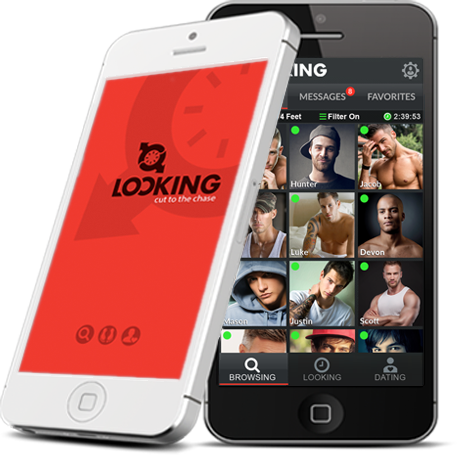 LOOKING
cut to the chase
KING
MESSAGES 8 FAVORITES
4 Feet Filter On 2:39:53
Hunter Jacob
Luke Devon
Mason Justin Scott
BROWSING LOOKING DATING